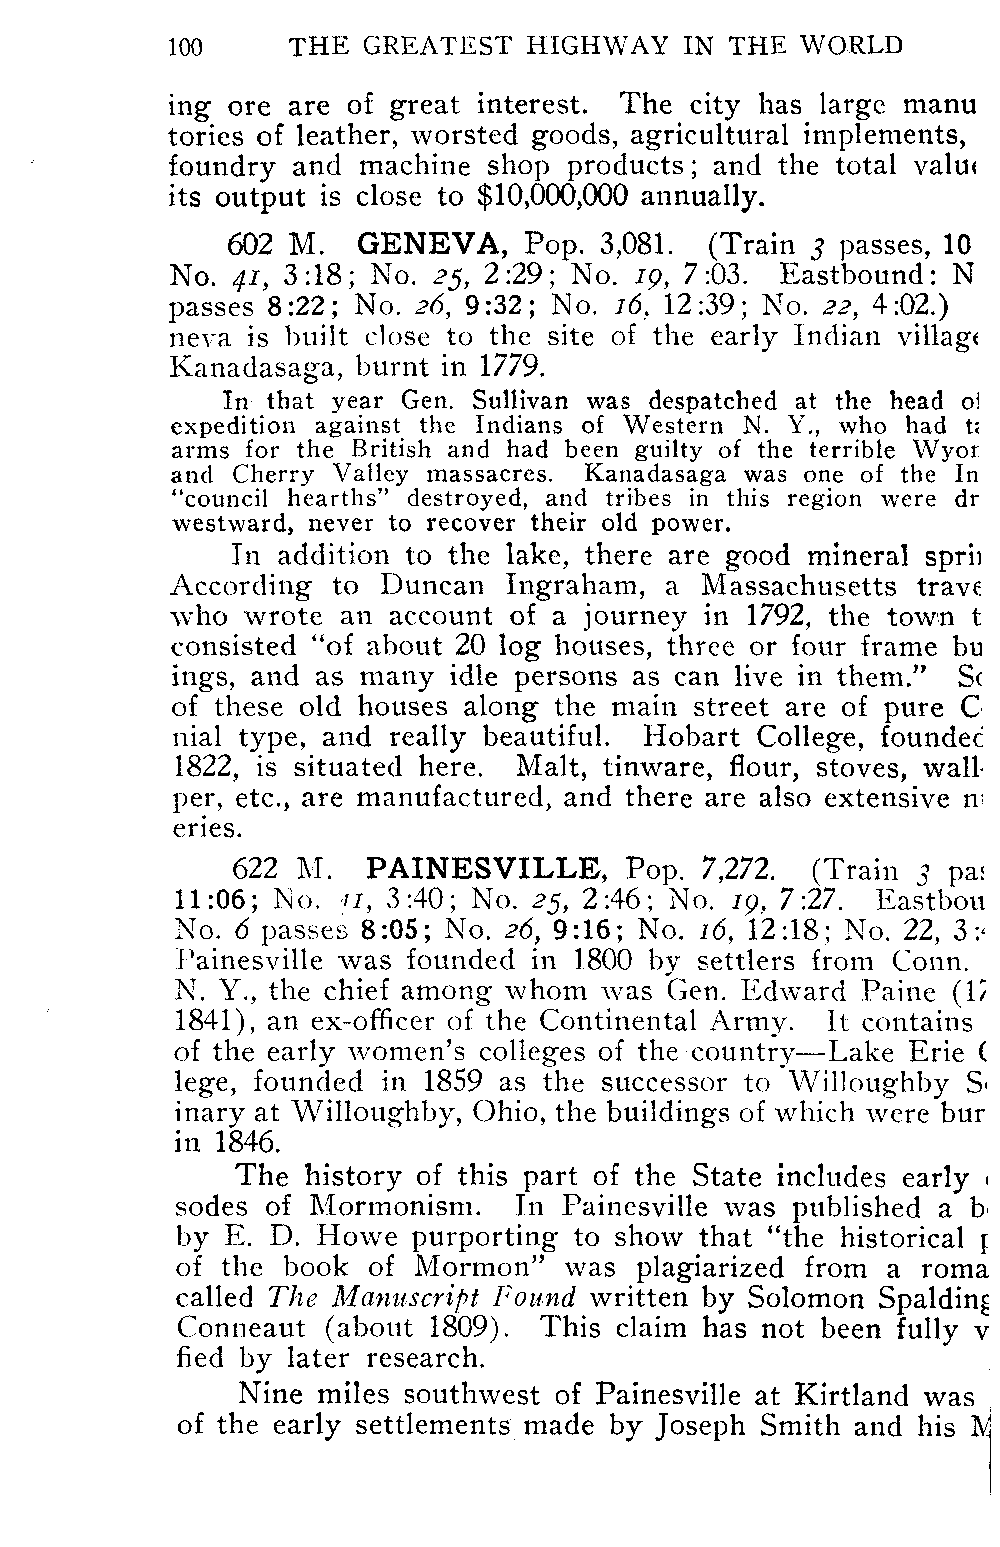 100 THE GREATEST HIGHWAY IN THE WORLD
ing ore are of great interest. The city has large manu
tories of leather, worsted goods, agricultural implements,
foundry and machine shop products; and the total valu
its output is close to $10,000,000 annually.
602 M. GENEVA, Pop. 3,081. (Train 3 passes, 10
No. 41, 3:18; No. 25, 2:29; No. 19, 7:03. Eastbound: N
passes 8:22; No. 26, 9:32; No. 16, 12:39; No. 22, 4:02.)
neva is built close to the site of the early Indian villag
Kanadasaga, burnt in 1779.
In that year Gen. Sullivan was despatched at the head of
expedition against the Indians of Western N. Y., who had t
arms for the British and had been guilty of the terrible Wyo
and Cherry Valley massacres. Kanadasaga was one of the In
“council hearths” destroyed, and tribes in this region were dr
westward, never to recover their old power.
In addition to the lake, there are good mineral spri
According to Duncan Ingraham, a Massachusetts trave
who wrote an account of a journey in 1792, the town t
consisted “of about 20 log houses, three or four frame bu
ings, and as many idle persons as can live in them.” S
of these old houses along the main street are of pure C
nial type, and really beautiful. Hobart College, founded
1822, is situated here. Malt, tinware, flour, stoves, wall-
per, etc., are manufactured, and there are also extensive n
eries.
622 M. PAINESVILLE, Pop. 7,272. (Train 3 pas
11:06; No. 41, 3:40; No. 25, 2:46; No. 19, 7:27. Eastbou
No. 6 passes 8:05; No. 26, 9:16; No. 16, 12:18; No. 22, 3:
Painesville was founded in 1800 by settlers from Conn.
N. Y., the chief among whom was Gen. Edward Paine (17
1841), an ex-officer of the Continental Army. It contains
of the early women’s colleges of the country—Lake Erie C
lege, founded in 1859 as the successor to Willoughby S
inary at Willoughby, Ohio, the buildings of which were bur
in 1846.
The history of this part of the State includes early
sodes of Mormonism. In Painesville was published a b
by E. D. Howe purporting to show that “the historical p
of the book of Mormon” was plagiarized from a roma
called The Manuscript Found written by Solomon Spalding
Conneaut (about 1809). This claim has not been fully v
fied by later research.
Nine miles southwest of Painesville at Kirtland was
of the early settlements made by Joseph Smith and his M